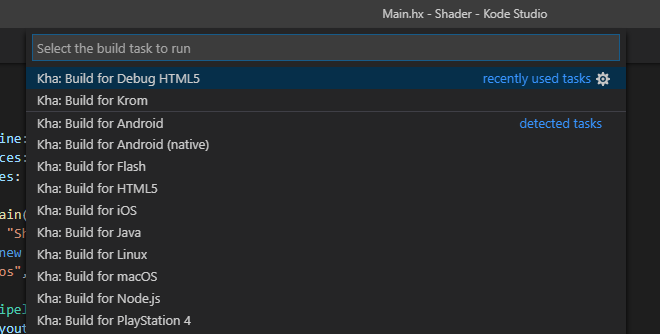 Main.hx - Shader - Kode Studio
Select the build task to run
Kha: Build for Debug HTML5 recently used tasks
Kha: Build for Krom
Kha: Build for Android detected tasks
Kha: Build for Android (native)
Kha: Build for Flash
Kha: Build for HTML5
Kha: Build for iOS
Kha: Build for Java
Kha: Build for Linux
Kha: Build for macOS
Kha: Build for Node.js
Kha: Build for PlayStation 4
ine:
ces:
es:
ain(
"Sh
new
os",
ipel
yout